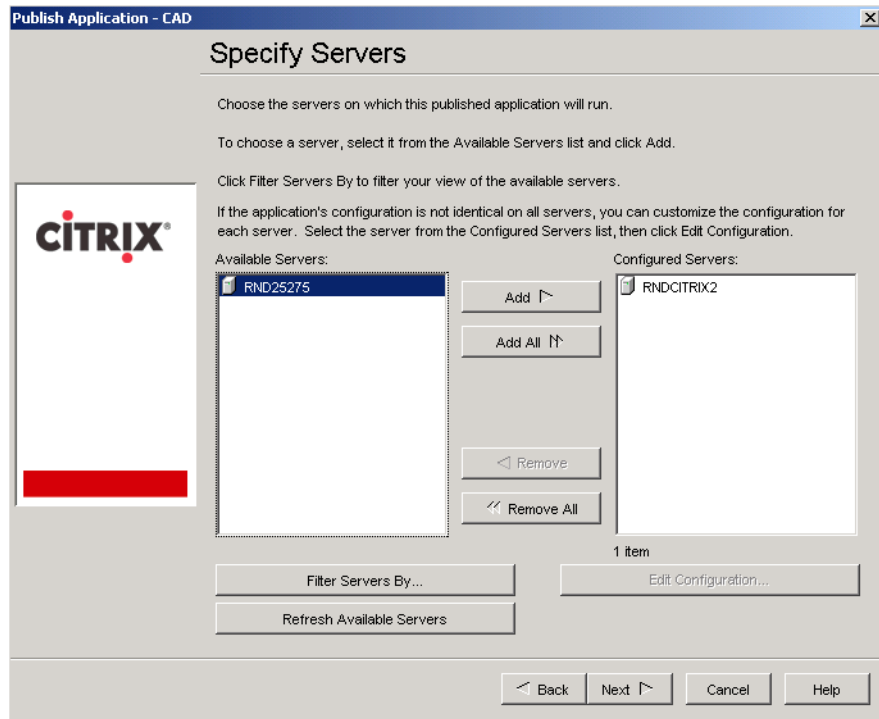 Publish Application - CAD
Specify Servers
Choose the servers on which this published application will run.
To choose a server, select it from the Available Servers list and click Add.
Click Filter Servers By to filter your view of the available servers.
If the application's configuration is not identical on all servers, you can customize the configuration for
each server. Select the server from the Configured Servers list, then click Edit Configuration.
CITRIX®
Available Servers:
RND25275
Add
Add All
Remove
Remove All
Configured Servers:
RNDCITRIX2
1 item
Filter Servers By...
Edit Configuration...
Refresh Available Servers
Back
Next
Cancel
Help